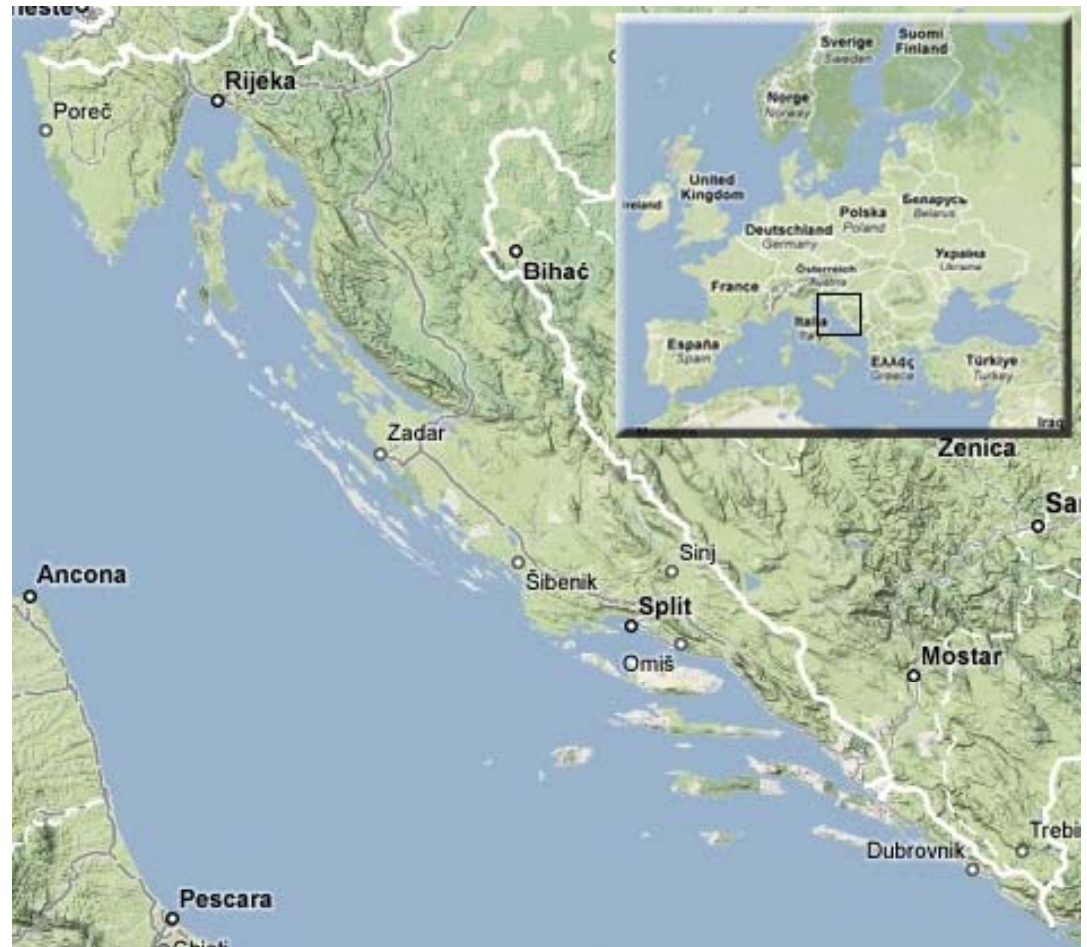 Rijeka
Poreč
Bihać
Zadar
Zenica
Sinj
Ancona
Šibenik
Split
Omiš
Mostar
Dubrovnik
Pescara
Sverige
Sweden
Suomi
Finland
Norge
Norway
United
Kingdom
Беларусь
Belarus
Polska
Poland
Deutschland
Germany
Україна
Ukraine
Österreich
Austria
France
Italia
España
Spain
Ελλάς
Greece
Türkiye
Turkey
Iraq